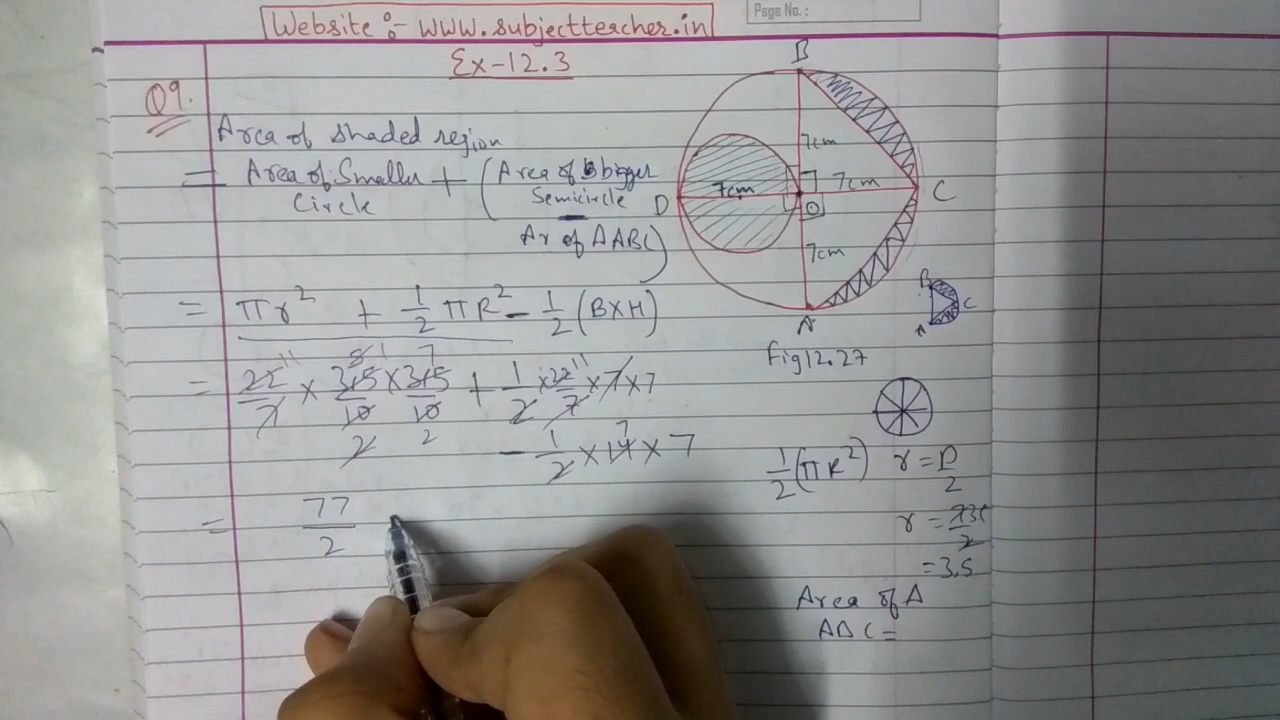 Page No. :
Website :- www.subjectteacher.in
Ex-12.3
Q9.
Area of shaded region
= Area of Smaller Circle + (Area of bigger Semicircle
- Ar of ΔABC)
= πr² + 1/2 πR² - 1/2 (B×H)
= 22/7 × 35/10 × 35/10 + 1/2 × 22/7 × 7 × 7
- 1/2 × 14 × 7
= 77/2
B
7cm
7cm
7cm
D
O
C
7cm
A
Fig 12.27
B
C
A
1/2 (πR²) r = D/2
r = 7/2
= 3.5
Area of Δ
ABC =